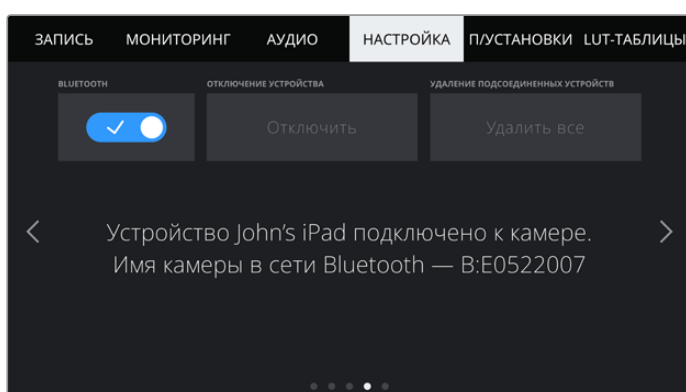 ЗАПИСЬ МОНИТОРИНГ АУДИО НАСТРОЙКА П/УСТАНОВКИ LUT-ТАБЛИЦЫ
BLUETOOTH ОТКЛЮЧЕНИЕ УСТРОЙСТВА УДАЛЕНИЕ ПОДСОЕДИНЕННЫХ УСТРОЙСТВ
Отключить Удалить все
Устройство John’s iPad подключено к камере.
Имя камеры в сети Bluetooth — B:E0522007